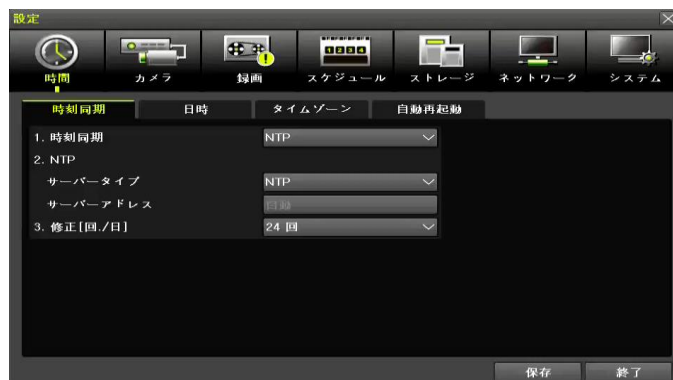 設定
時間 カメラ 録画 スケジュール ストレージ ネットワーク システム
時刻同期 日時 タイムゾーン 自動再起動
1. 時刻同期 NTP
2. NTP
サーバータイプ NTP
サーバーアドレス 自動
3. 修正[回./日] 24 回
保存 終了